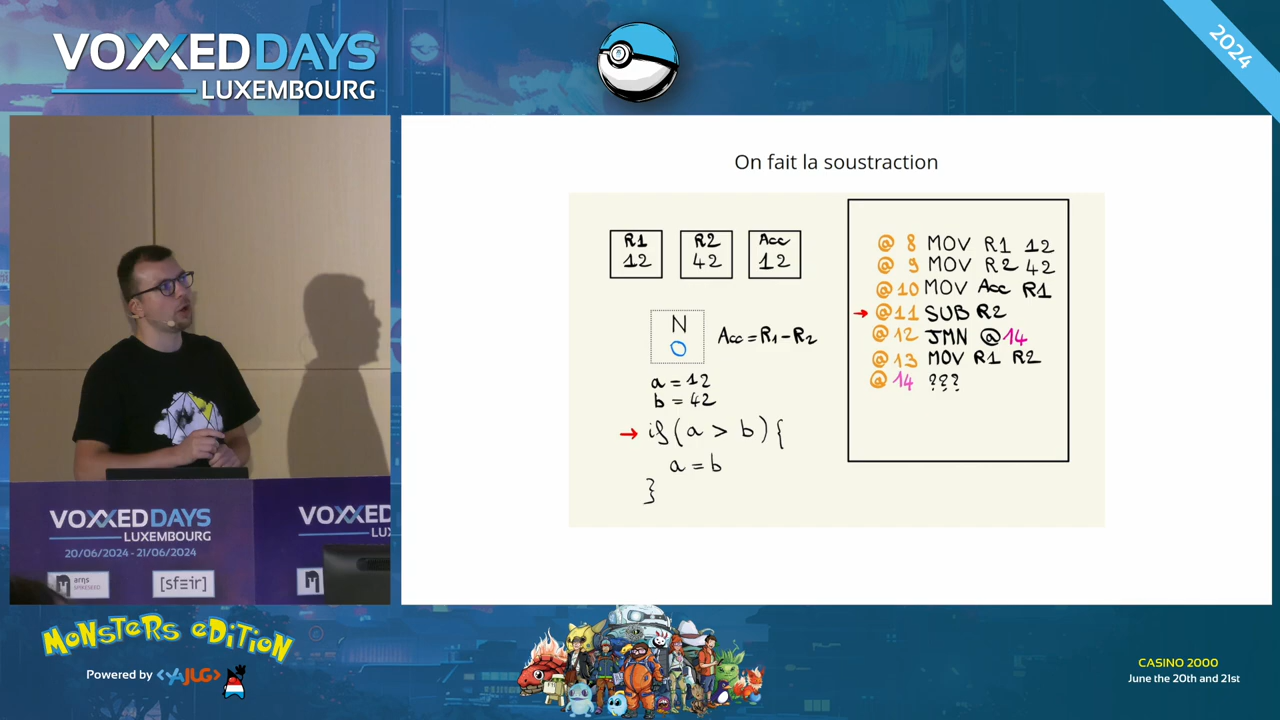 VOXXED DAYS
LUXEMBOURG
2024
On fait la soustraction
R1
12
R2
42
Acc
12
N
0
Acc = R1 - R2
a = 12
b = 42
→ if (a > b) {
a = b
}
@ 8 MOV R1 12
@ 9 MOV R2 42
@ 10 MOV Acc R1
→ @ 11 SUB R2
@ 12 JMN @14
@ 13 MOV R1 R2
@ 14 ???
VOXXED DAYS
LUXEMBOURG
20/06/2024 - 21/06/2024
arηs
[sfeir]
VOXXED
LU
MONSTERS EDITION
Powered by <YAJUG>
CASINO 2000
June the 20th and 21st